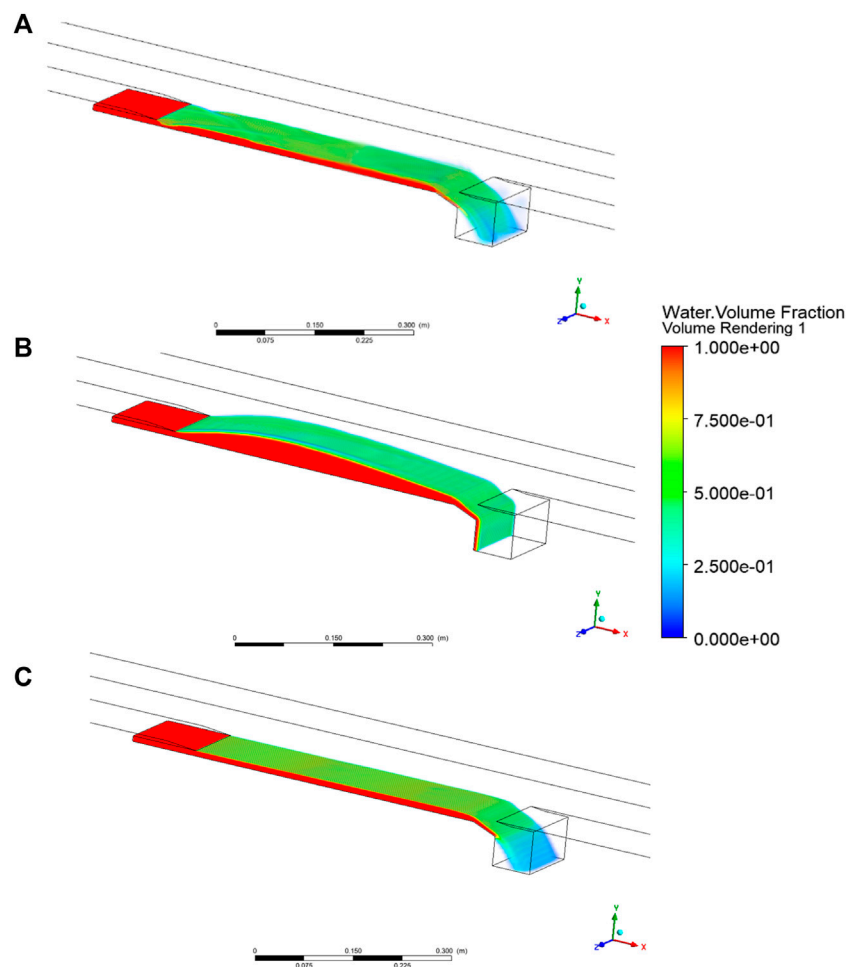 A
Y
Z
X
0
0.150
0.300 (m)
0.075
0.225
Water.Volume Fraction
Volume Rendering 1
1.000e+00
7.500e-01
5.000e-01
2.500e-01
0.000e+00
B
Y
Z
X
0
0.150
0.300 (m)
C
Y
Z
X
0
0.150
0.300 (m)
0.075
0.225